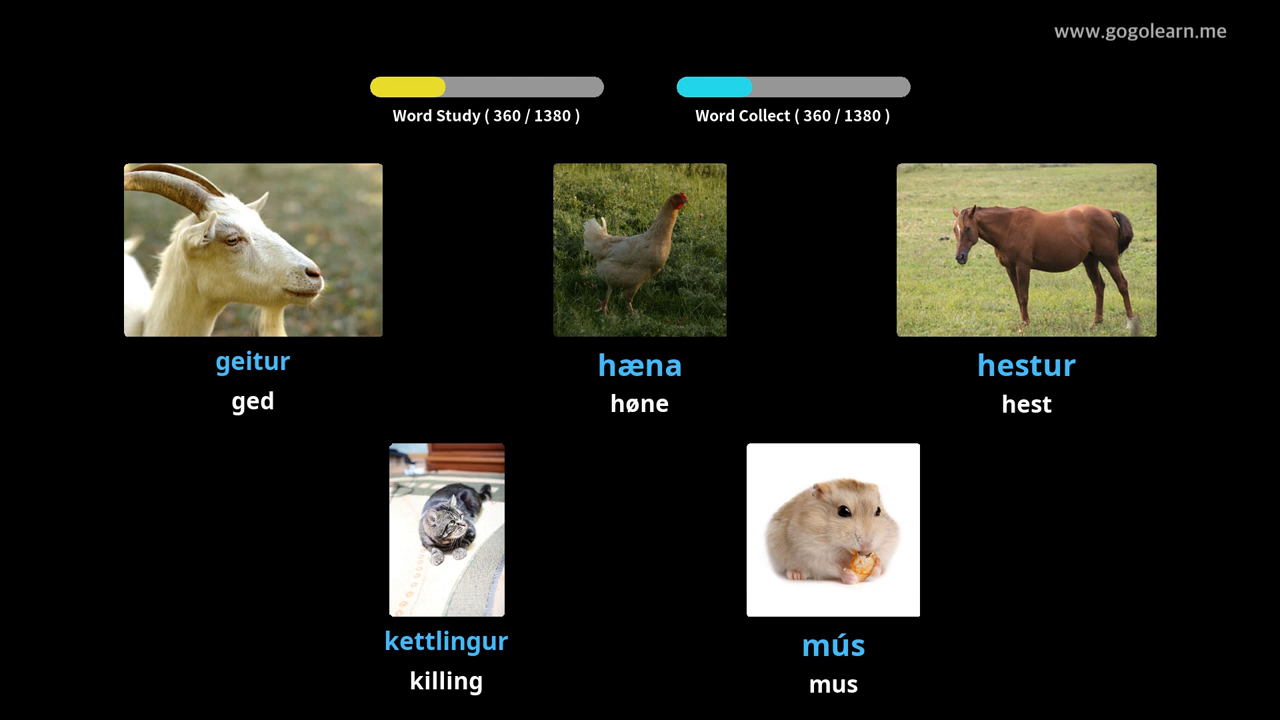 www.gogolearn.me
Word Study ( 360 / 1380 )
Word Collect ( 360 / 1380 )
geitur
ged
hæna
høne
hestur
hest
kettlingur
killing
mús
mus